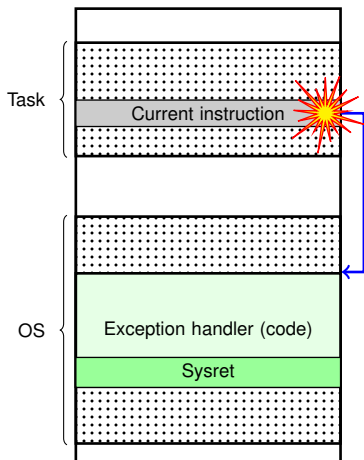 Task
Current instruction
OS
Exception handler (code)
Sysret